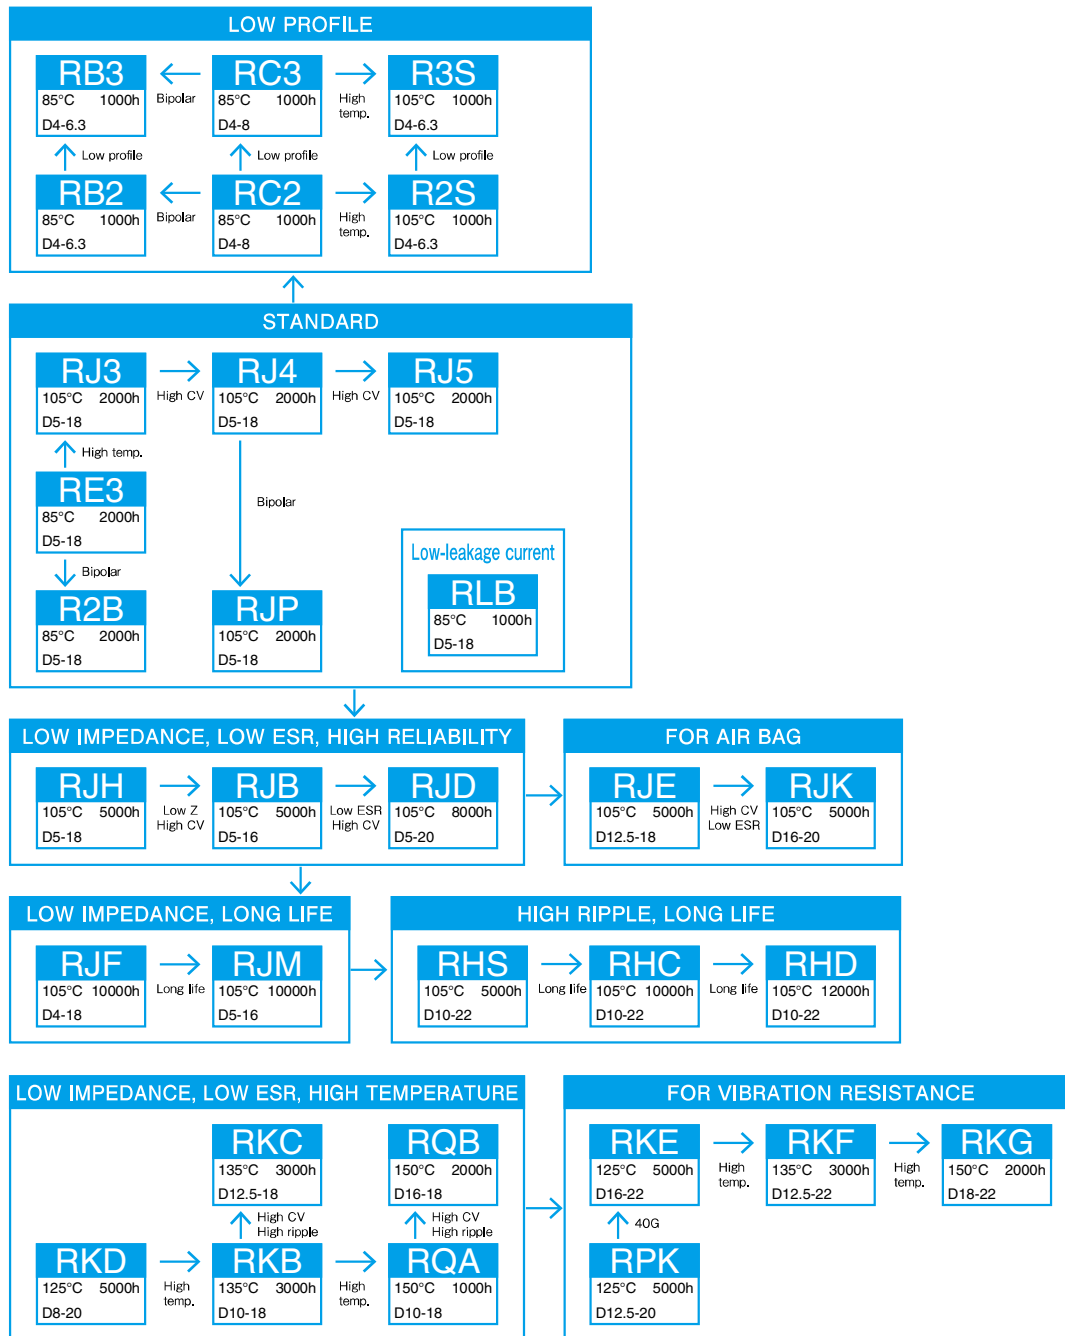 LOW PROFILE
RB3
85°C 1000h
D4-6.3
Bipolar
RC3
85°C 1000h
D4-8
High
temp.
R3S
105°C 1000h
D4-6.3
Low profile
Low profile
Low profile
RB2
85°C 1000h
D4-6.3
Bipolar
RC2
85°C 1000h
D4-8
High
temp.
R2S
105°C 1000h
D4-6.3
STANDARD
RJ3
105°C 2000h
D5-18
High CV
RJ4
105°C 2000h
D5-18
High CV
RJ5
105°C 2000h
D5-18
High temp.
RE3
85°C 2000h
D5-18
Bipolar
Bipolar
R2B
85°C 2000h
D5-18
RJP
105°C 2000h
D5-18
Low-leakage current
RLB
85°C 1000h
D5-18
LOW IMPEDANCE, LOW ESR, HIGH RELIABILITY
RJH
105°C 5000h
D5-18
Low Z
High CV
RJB
105°C 5000h
D5-16
Low ESR
High CV
RJD
105°C 8000h
D5-20
FOR AIR BAG
RJE
105°C 5000h
D12.5-18
High CV
Low ESR
RJK
105°C 5000h
D16-20
LOW IMPEDANCE, LONG LIFE
RJF
105°C 10000h
D4-18
Long life
RJM
105°C 10000h
D5-16
HIGH RIPPLE, LONG LIFE
RHS
105°C 5000h
D10-22
Long life
RHC
105°C 10000h
D10-22
Long life
RHD
105°C 12000h
D10-22
LOW IMPEDANCE, LOW ESR, HIGH TEMPERATURE
RKC
135°C 3000h
D12.5-18
RQB
150°C 2000h
D16-18
High CV
High ripple
High CV
High ripple
RKD
125°C 5000h
D8-20
High
temp.
RKB
135°C 3000h
D10-18
High
temp.
RQA
150°C 1000h
D10-18
FOR VIBRATION RESISTANCE
RKE
125°C 5000h
D16-22
High
temp.
RKF
135°C 3000h
D12.5-22
High
temp.
RKG
150°C 2000h
D18-22
40G
RPK
125°C 5000h
D12.5-20